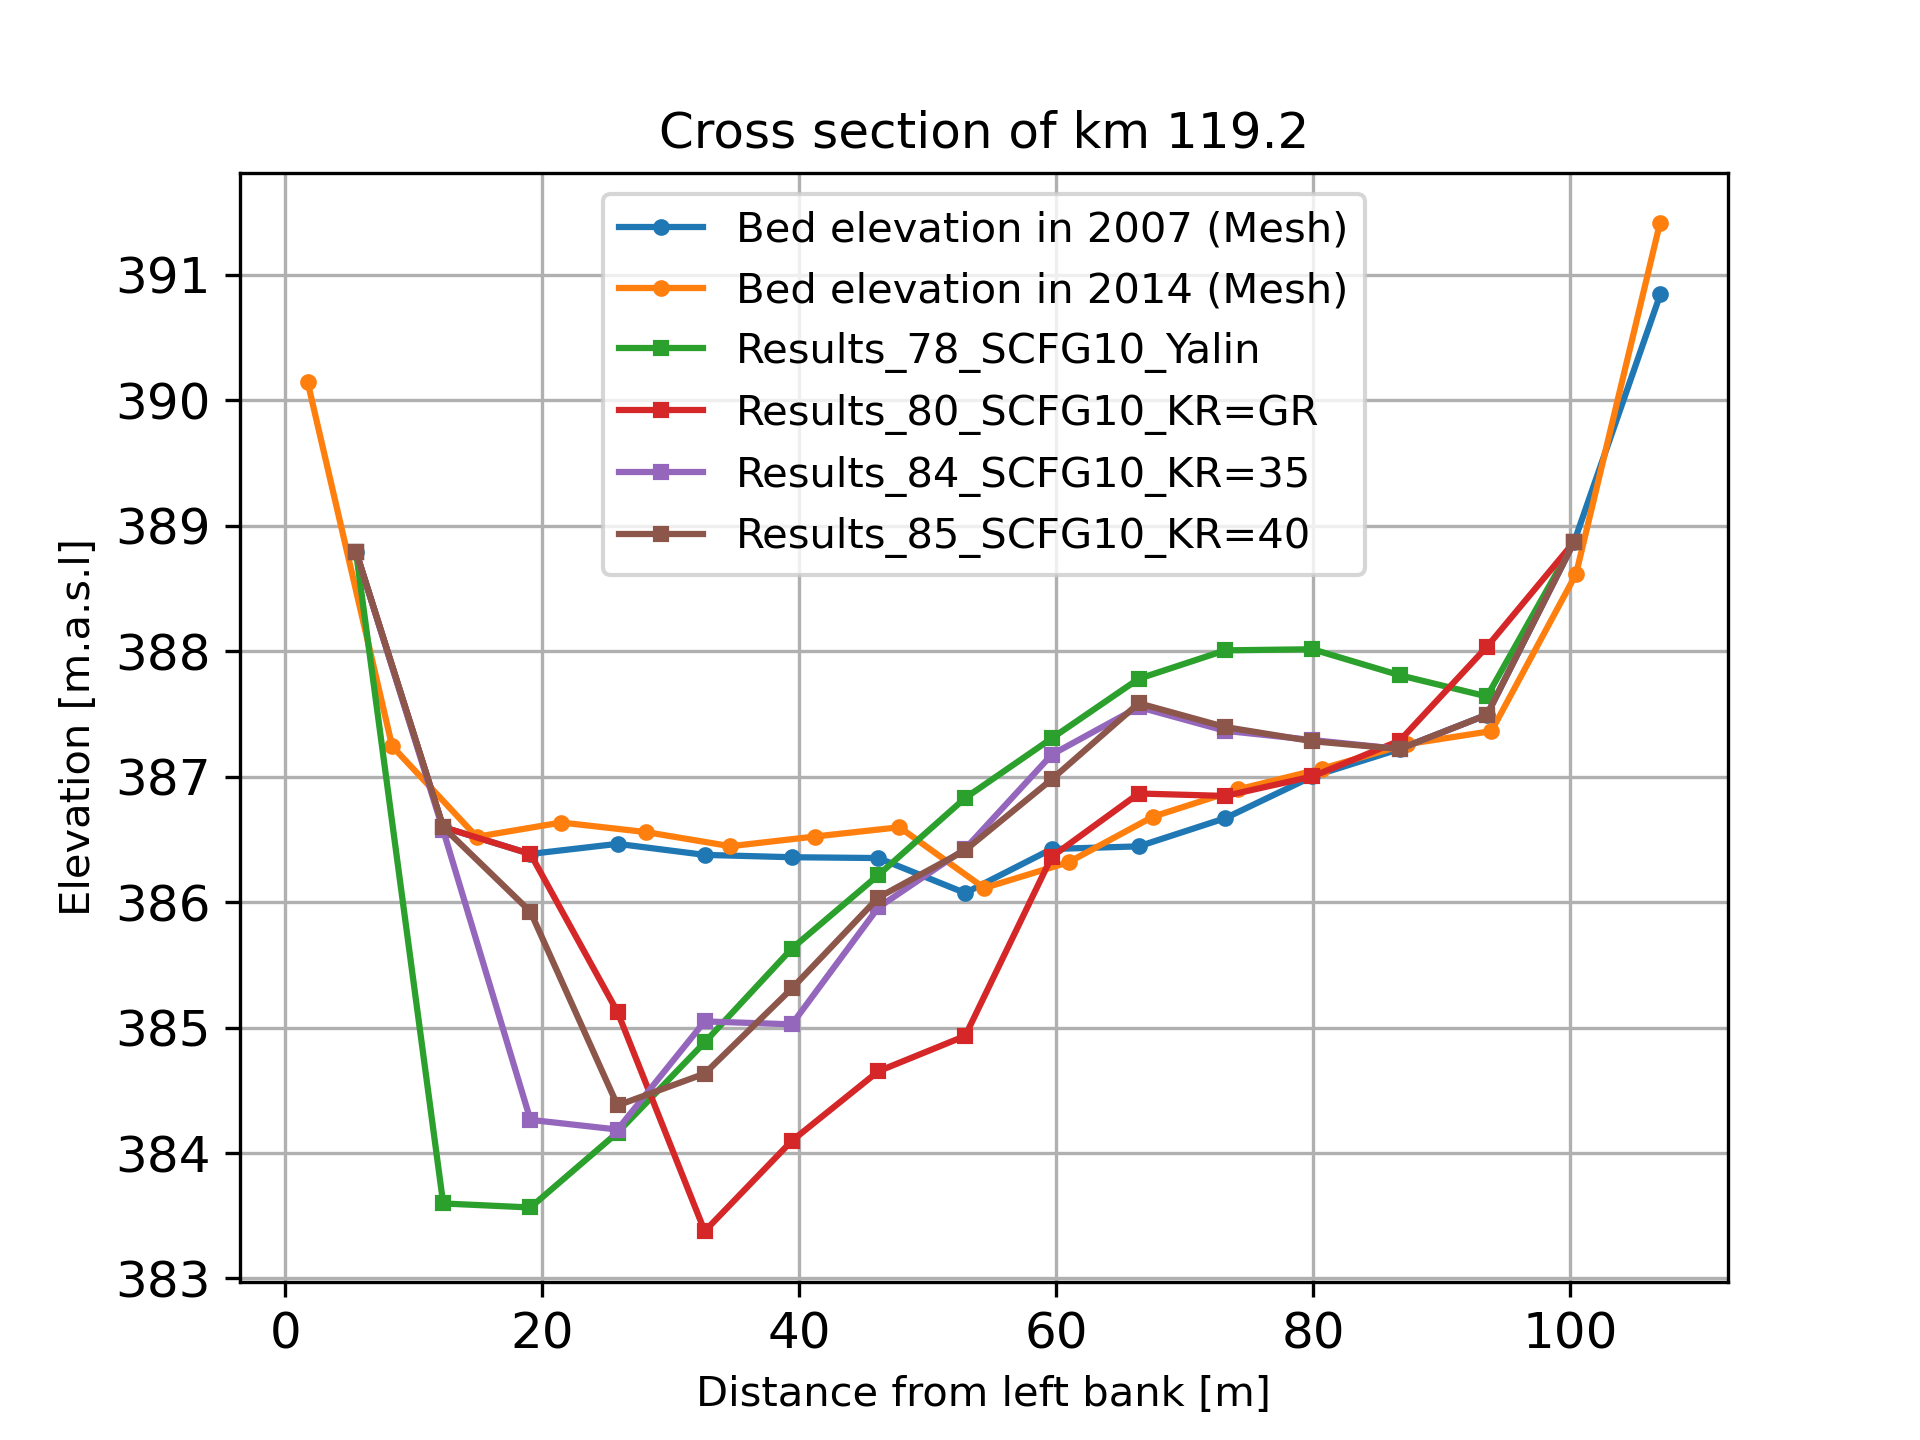 Cross section of km 119.2
Bed elevation in 2007 (Mesh)
Bed elevation in 2014 (Mesh)
Results_78_SCFG10_Yalin
Results_80_SCFG10_KR=GR
Results_84_SCFG10_KR=35
Results_85_SCFG10_KR=40
391
390
389
388
387
386
385
384
383
Elevation [m.a.s.l]
0 20 40 60 80 100
Distance from left bank [m]